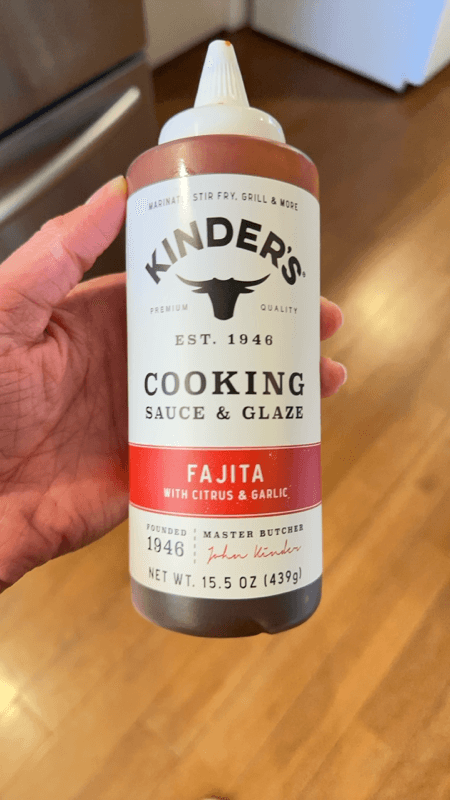 MARINATE, STIR FRY, GRILL & MORE
KINDER'S®
PREMIUM QUALITY
EST. 1946
COOKING
SAUCE & GLAZE
FAJITA
WITH CITRUS & GARLIC
FOUNDED
1946
MASTER BUTCHER
John Kinder
NET WT. 15.5 OZ (439g)